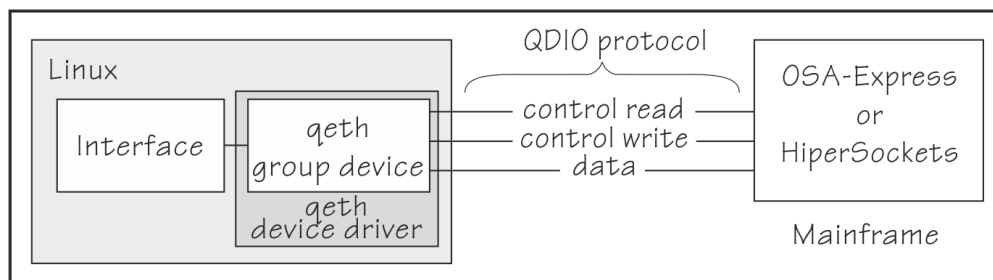 QDIO protocol
Linux
Interface
qeth
group device
qeth
device driver
control read
control write
data
OSA-Express
or
HiperSockets
Mainframe